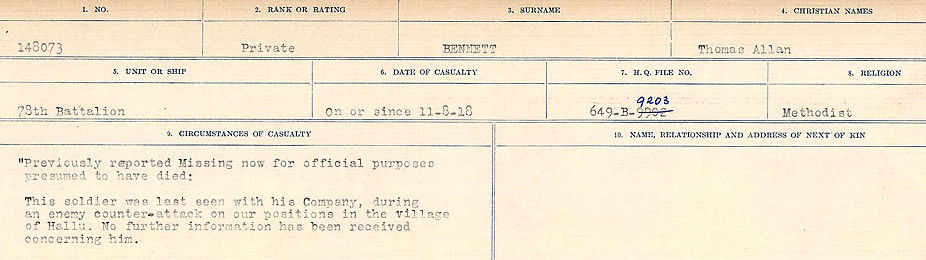 1. NO. 2. RANK OR RATING 3. SURNAME 4. CHRISTIAN NAMES
148073 Private BENNETT Thomas Allan
5. UNIT OR SHIP 6. DATE OF CASUALTY 7. H.Q. FILE NO. 8. RELIGION
9203
78th Battalion On or since 11-8-18 649-B-9902 Methodist
9. CIRCUMSTANCES OF CASUALTY 10. NAME, RELATIONSHIP AND ADDRESS OF NEXT OF KIN
"Previously reported Missing now for official purposes
presumed to have died:
This soldier was last seen with his Company, during
an enemy counter-attack on our positions in the village
of Hallu. No further information has been received
concerning him.